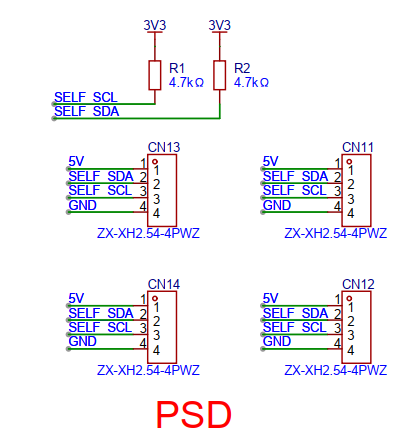 3V3 3V3
R1 R2
4.7kΩ 4.7kΩ
SELF_SCL
SELF_SDA
CN13 CN11
5V 1 1 5V 1 1
SELF_SDA 2 2 SELF_SDA 2 2
SELF_SCL 3 3 SELF_SCL 3 3
GND 4 4 GND 4 4
ZX-XH2.54-4PWZ ZX-XH2.54-4PWZ
CN14 CN12
5V 1 1 5V 1 1
SELF_SDA 2 2 SELF_SDA 2 2
SELF_SCL 3 3 SELF_SCL 3 3
GND 4 4 GND 4 4
ZX-XH2.54-4PWZ ZX-XH2.54-4PWZ
PSD